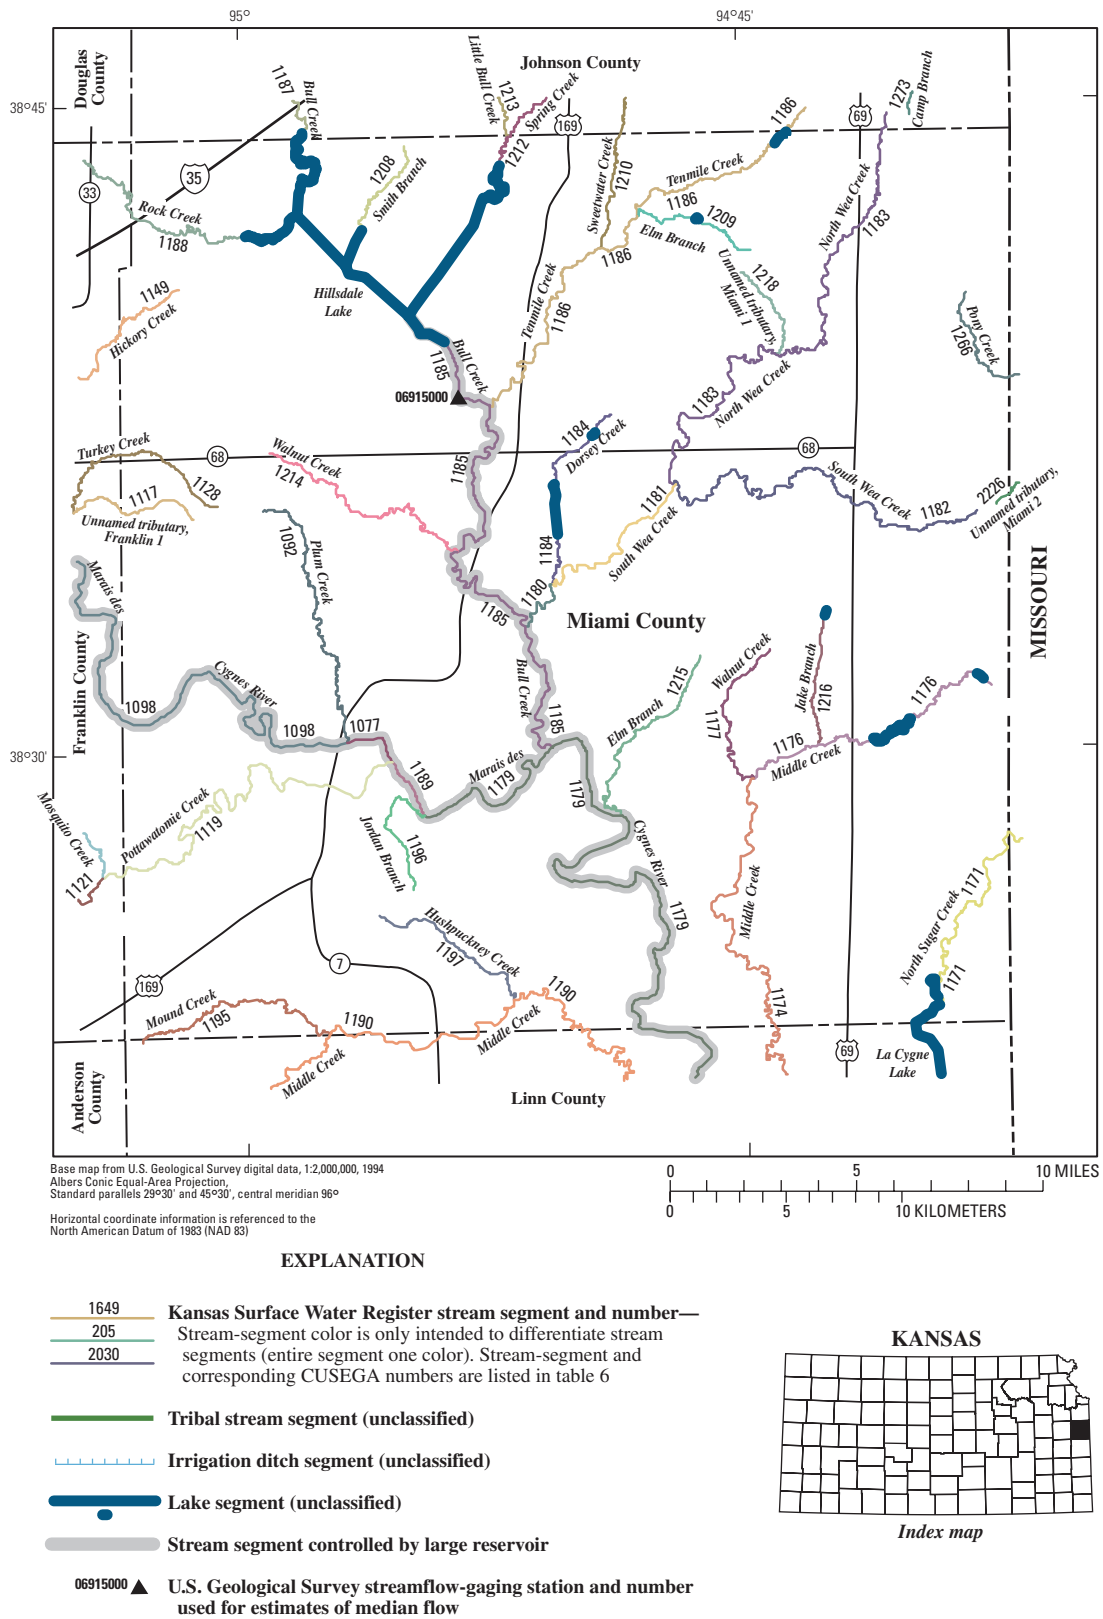 95°
94°45'
Douglas
County
Johnson County
38°45'
1187
Bull Creek
Little Bull Creek
1213
Spring Creek
1212
169
1186
69
1273
Camp Branch
33
35
Rock Creek
1188
1208
Smith Branch
Sweetwater Creek
1210
Tenmile Creek
1186
1209
Elm Branch
1186
North Wea Creek
1183
Unnamed tributary,
Miami 1
1218
1149
Hickory Creek
Hillsdale
Lake
Tenmile Creek
1186
1185
Bull Creek
06915000
Pony Creek
1266
1183
North Wea Creek
Turkey Creek
68
Walnut Creek
1214
1184
Dorsey Creek
68
1117
1128
Unnamed tributary,
Franklin 1
1185
1181
South Wea Creek
South Wea Creek
1182
2226
Unnamed tributary,
Miami 2
1092
Plum Creek
1184
1180
1185
Miami County
MISSOURI
Marais des
Franklin County
Cygnes River
1098
1098
1077
1189
Bull Creek
1185
Marais des
1179
1179
Elm Branch
1215
Walnut Creek
1177
Jake Branch
1216
1176
1176
Middle Creek
38°30'
Mosquito Creek
1121
Pottawatomie Creek
1119
Jordan Branch
1196
Cygnes River
1179
Middle Creek
1174
North Sugar Creek
1171
1171
Hushpuckney Creek
1197
7
169
Mound Creek
1195
1190
Middle Creek
1190
Middle Creek
69
La Cygne
Lake
Anderson
County
Linn County
Base map from U.S. Geological Survey digital data, 1:2,000,000, 1994
Albers Conic Equal-Area Projection,
Standard parallels 29°30' and 45°30', central meridian 96°
Horizontal coordinate information is referenced to the
North American Datum of 1983 (NAD 83)
0 5 10 MILES
0 5 10 KILOMETERS
EXPLANATION
1649
205
2030
Kansas Surface Water Register stream segment and number—
Stream-segment color is only intended to differentiate stream
segments (entire segment one color). Stream-segment and
corresponding CUSEGA numbers are listed in table 6
Tribal stream segment (unclassified)
Irrigation ditch segment (unclassified)
Lake segment (unclassified)
Stream segment controlled by large reservoir
06915000
U.S. Geological Survey streamflow-gaging station and number
used for estimates of median flow
KANSAS
Index map